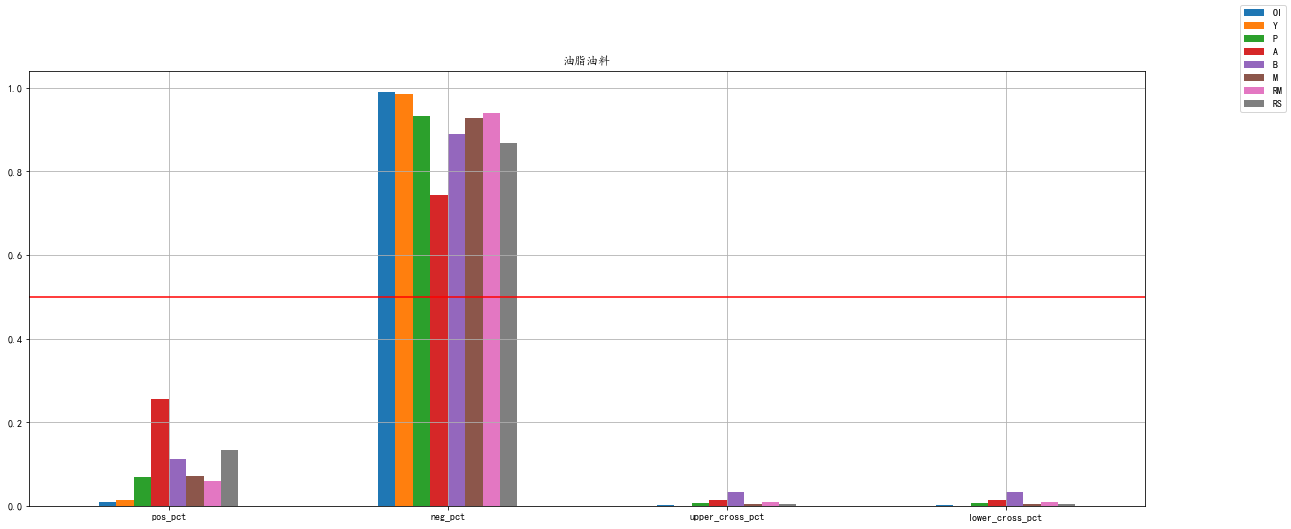 OI
Y
P
A
B
M
RM
RS
油脂油料
1.0
0.8
0.6
0.4
0.2
0.0
pos_pct
neg_pct
upper_cross_pct
lower_cross_pct